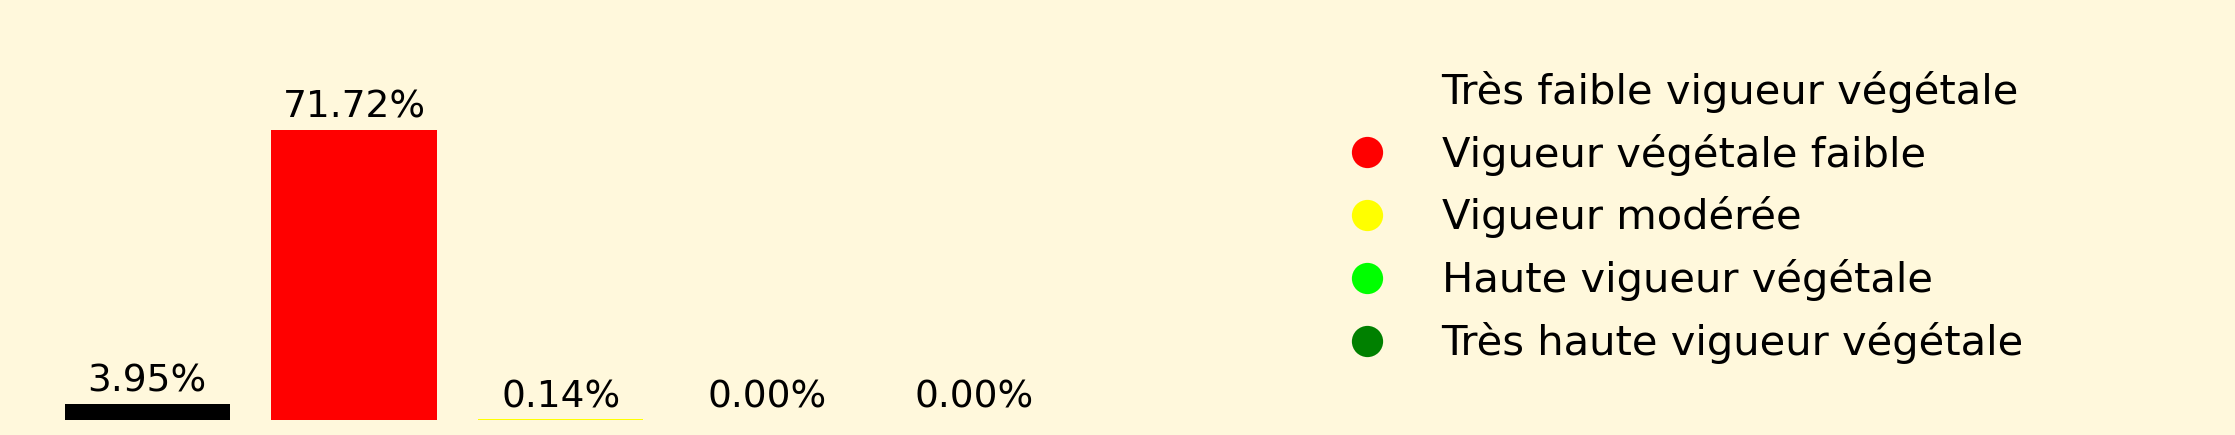 71.72%
3.95%
0.14%
0.00%
0.00%
Très faible vigueur végétale
Vigueur végétale faible
Vigueur modérée
Haute vigueur végétale
Très haute vigueur végétale